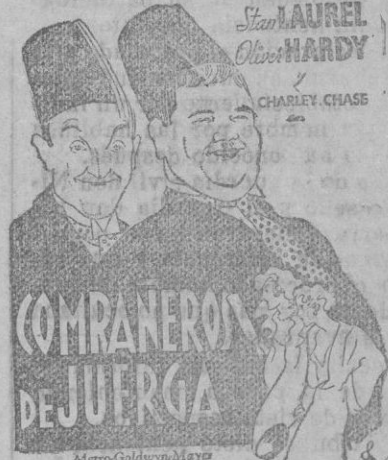 Stan LAUREL
Oliver HARDY
y
CHARLEY CHASE
COMPAÑEROS
DE JUERGA
Metro-Goldwyn-Mayer